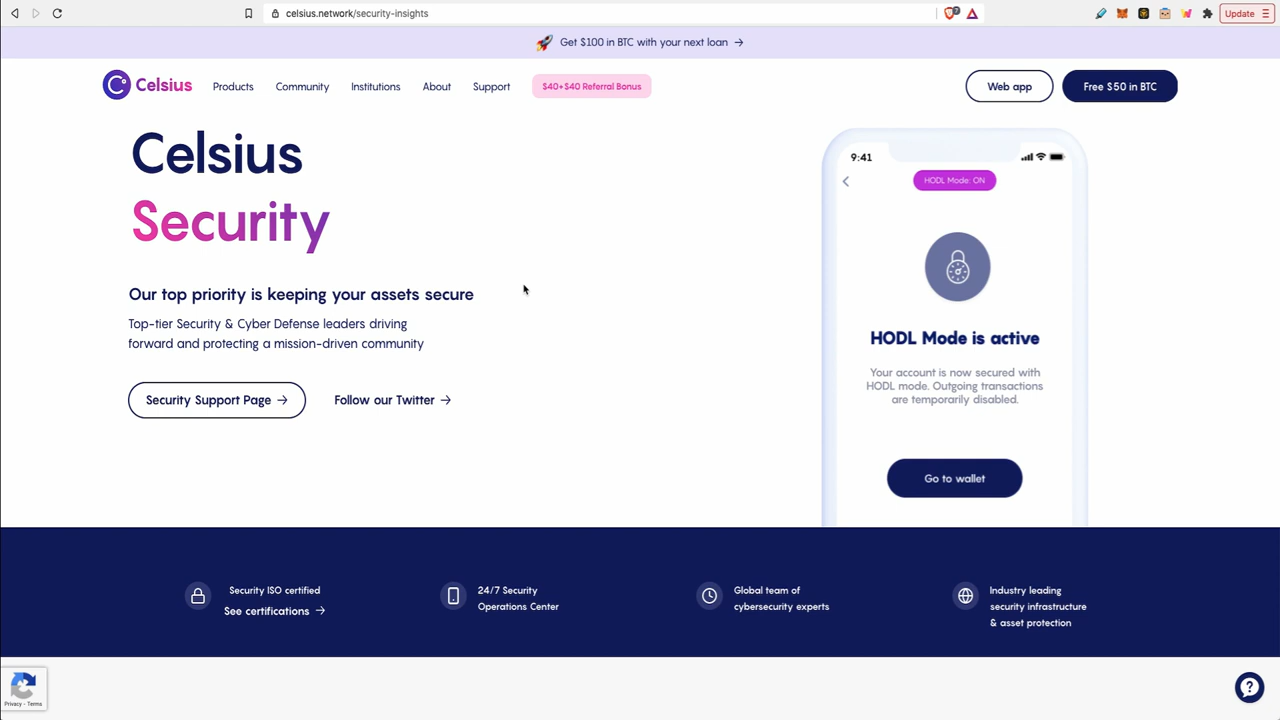 celsius.network/security-insights
7
Update
Get $100 in BTC with your next loan →
Celsius
Products
Community
Institutions
About
Support
$40+$40 Referral Bonus
Web app
Free $50 in BTC
Celsius
Security
Our top priority is keeping your assets secure
Top-tier Security & Cyber Defense leaders driving
forward and protecting a mission-driven community
Security Support Page →
Follow our Twitter →
9:41
HODL Mode: ON
HODL Mode is active
Your account is now secured with
HODL mode. Outgoing transactions
are temporarily disabled.
Go to wallet
Security ISO certified
See certifications →
24/7 Security
Operations Center
Global team of
cybersecurity experts
Industry leading
security infrastructure
& asset protection
Privacy - Terms